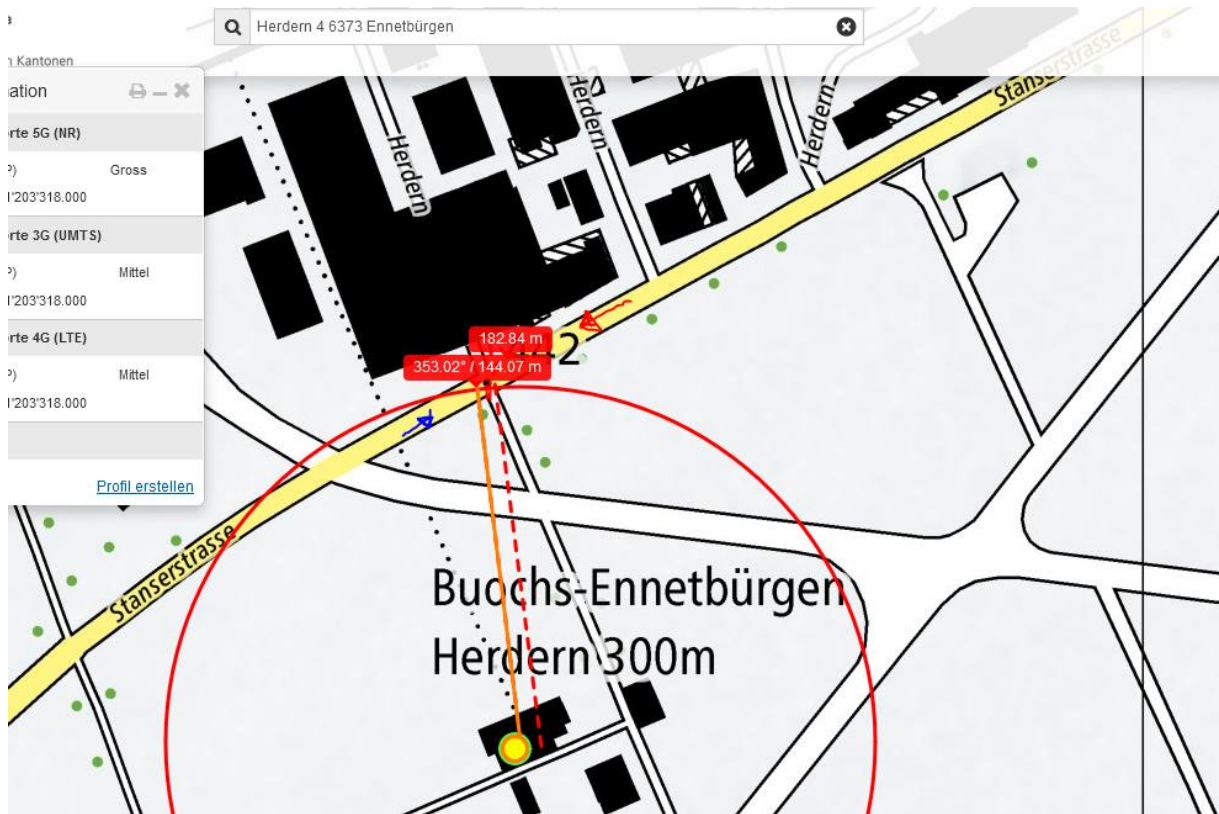 Herdern 4 6373 Ennetbürgen
n Kantonen
ation
rte 5G (NR)
P) Gross
1'203'318.000
rte 3G (UMTS)
P) Mittel
1'203'318.000
rte 4G (LTE)
P) Mittel
1'203'318.000
Profil erstellen
Herdern
Herdern
Herdern
Stanserstrasse
182.84 m
353.02° / 144.07 m
2
Stanserstrasse
Buochs-Ennetbürgen
Herdern 300m